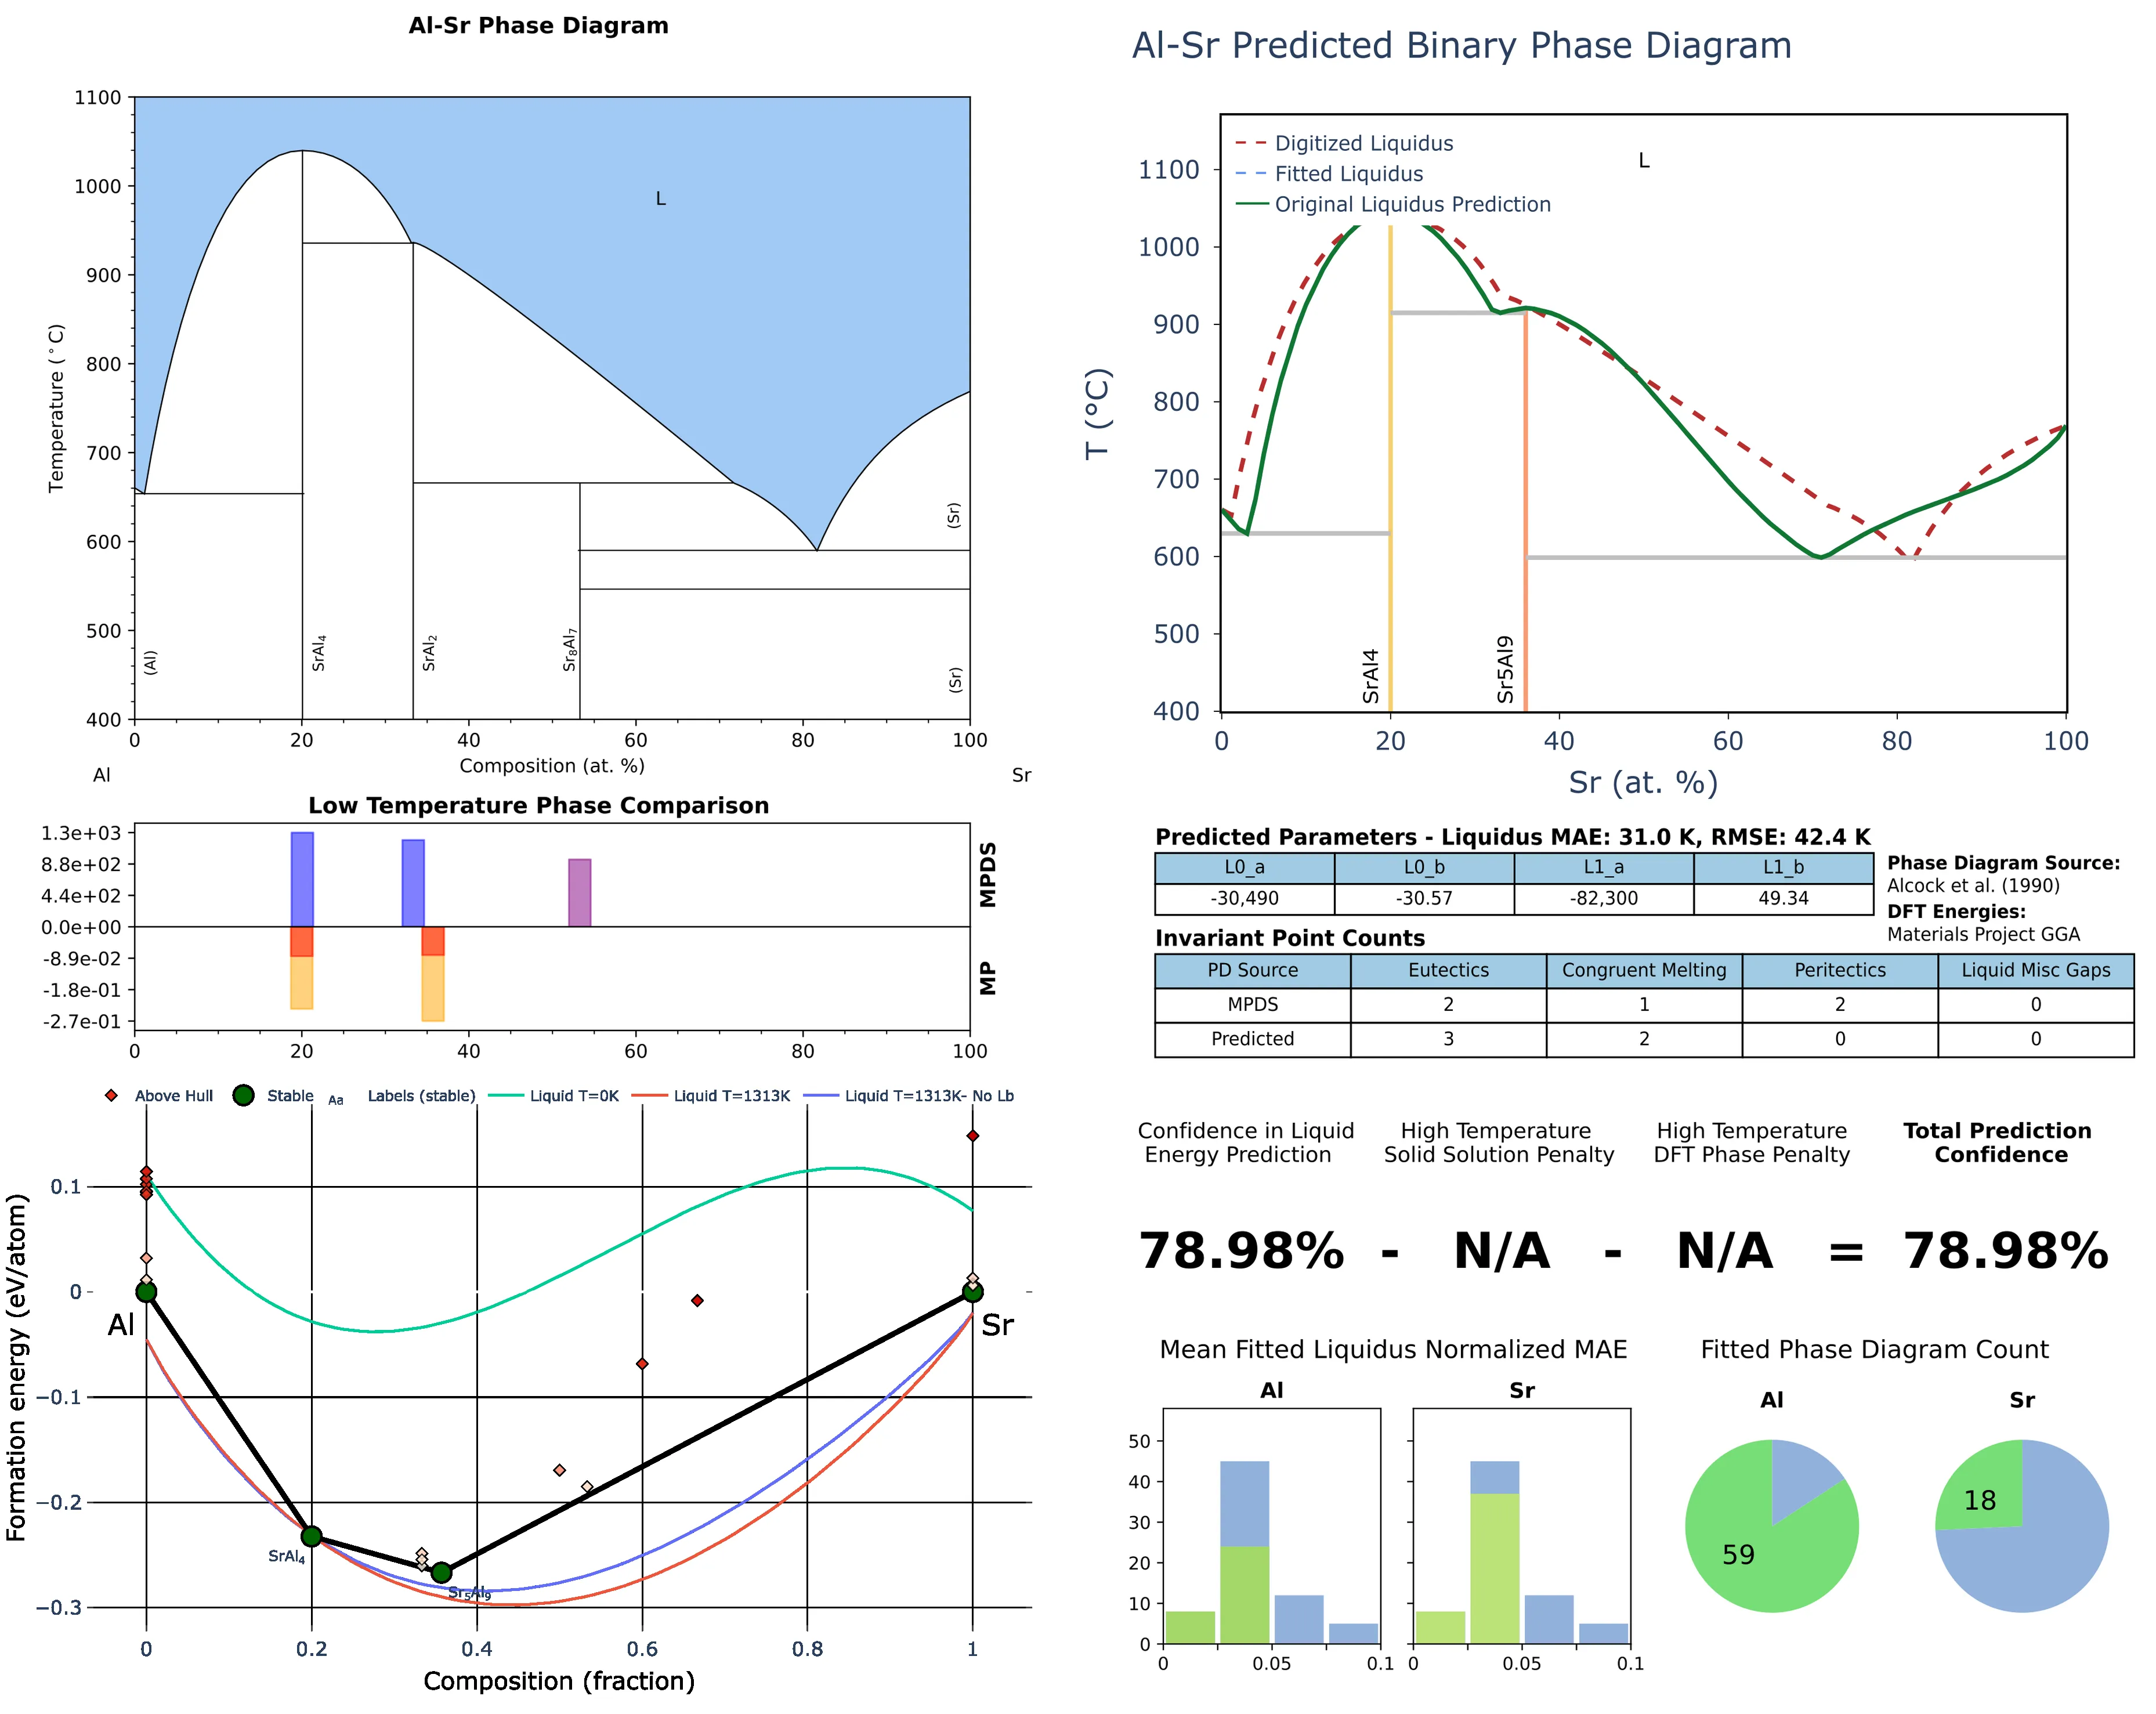 Al-Sr Phase Diagram
1100
1000
900
800
700
600
500
400
Temperature (°C)
L
(Al)
SrAl4
SrAl2
Sr8Al7
(Sr)
(Sr)
0 20 40 60 80 100
Composition (at. %)
Al Sr
Low Temperature Phase Comparison
1.3e+03
8.8e+02
4.4e+02
0.0e+00
-8.9e-02
-1.8e-01
-2.7e-01
MPDS
MP
0 20 40 60 80 100
Above Hull Stable Aa Labels (stable) Liquid T=0K Liquid T=1313K Liquid T=1313K- No Lb
0.1
0
−0.1
−0.2
−0.3
Formation energy (eV/atom)
Al
Sr
SrAl4
Sr5Al9
0 0.2 0.4 0.6 0.8 1
Composition (fraction)
Al-Sr Predicted Binary Phase Diagram
Digitized Liquidus
Fitted Liquidus
Original Liquidus Prediction
L
1100
1000
900
800
700
600
500
400
T (°C)
SrAl4
Sr5Al9
0 20 40 60 80 100
Sr (at. %)
Predicted Parameters - Liquidus MAE: 31.0 K, RMSE: 42.4 K
L0_a L0_b L1_a L1_b
-30,490 -30.57 -82,300 49.34
Phase Diagram Source:
Alcock et al. (1990)
DFT Energies:
Materials Project GGA
Invariant Point Counts
PD Source Eutectics Congruent Melting Peritectics Liquid Misc Gaps
MPDS 2 1 2 0
Predicted 3 2 0 0
Confidence in Liquid
Energy Prediction
High Temperature
Solid Solution Penalty
High Temperature
DFT Phase Penalty
Total Prediction
Confidence
78.98% - N/A - N/A = 78.98%
Mean Fitted Liquidus Normalized MAE
Al Sr
50
40
30
20
10
0
0 0.05 0.1 0 0.05 0.1
Fitted Phase Diagram Count
Al Sr
59
18